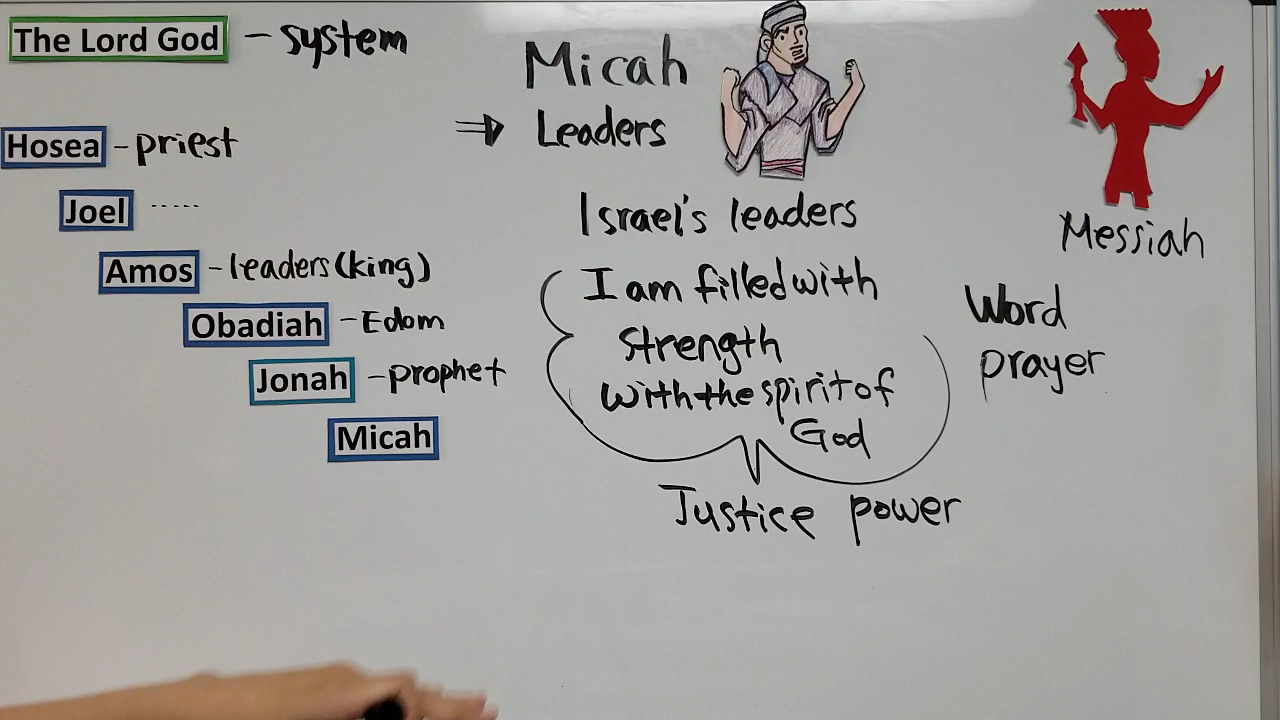 The Lord God - system
Hosea - priest
Joel -----
Amos - leaders (king)
Obadiah - Edom
Jonah - prophet
Micah
Micah
⇒ Leaders
Israel's leaders
I am filled with
strength
with the spirit of
God
Justice power
Messiah
Word
prayer